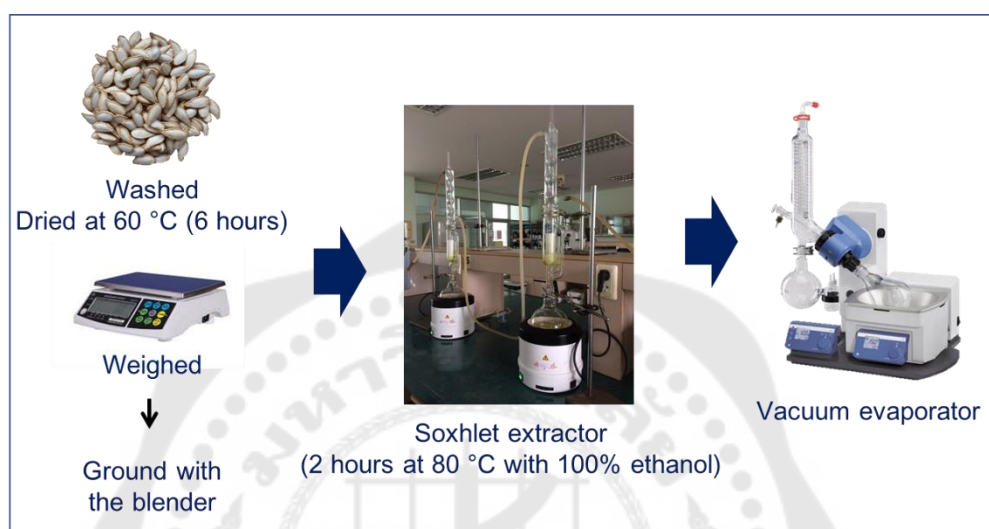 Washed
Dried at 60 °C (6 hours)
Weighed
Ground with
the blender
Soxhlet extractor
(2 hours at 80 °C with 100% ethanol)
Vacuum evaporator